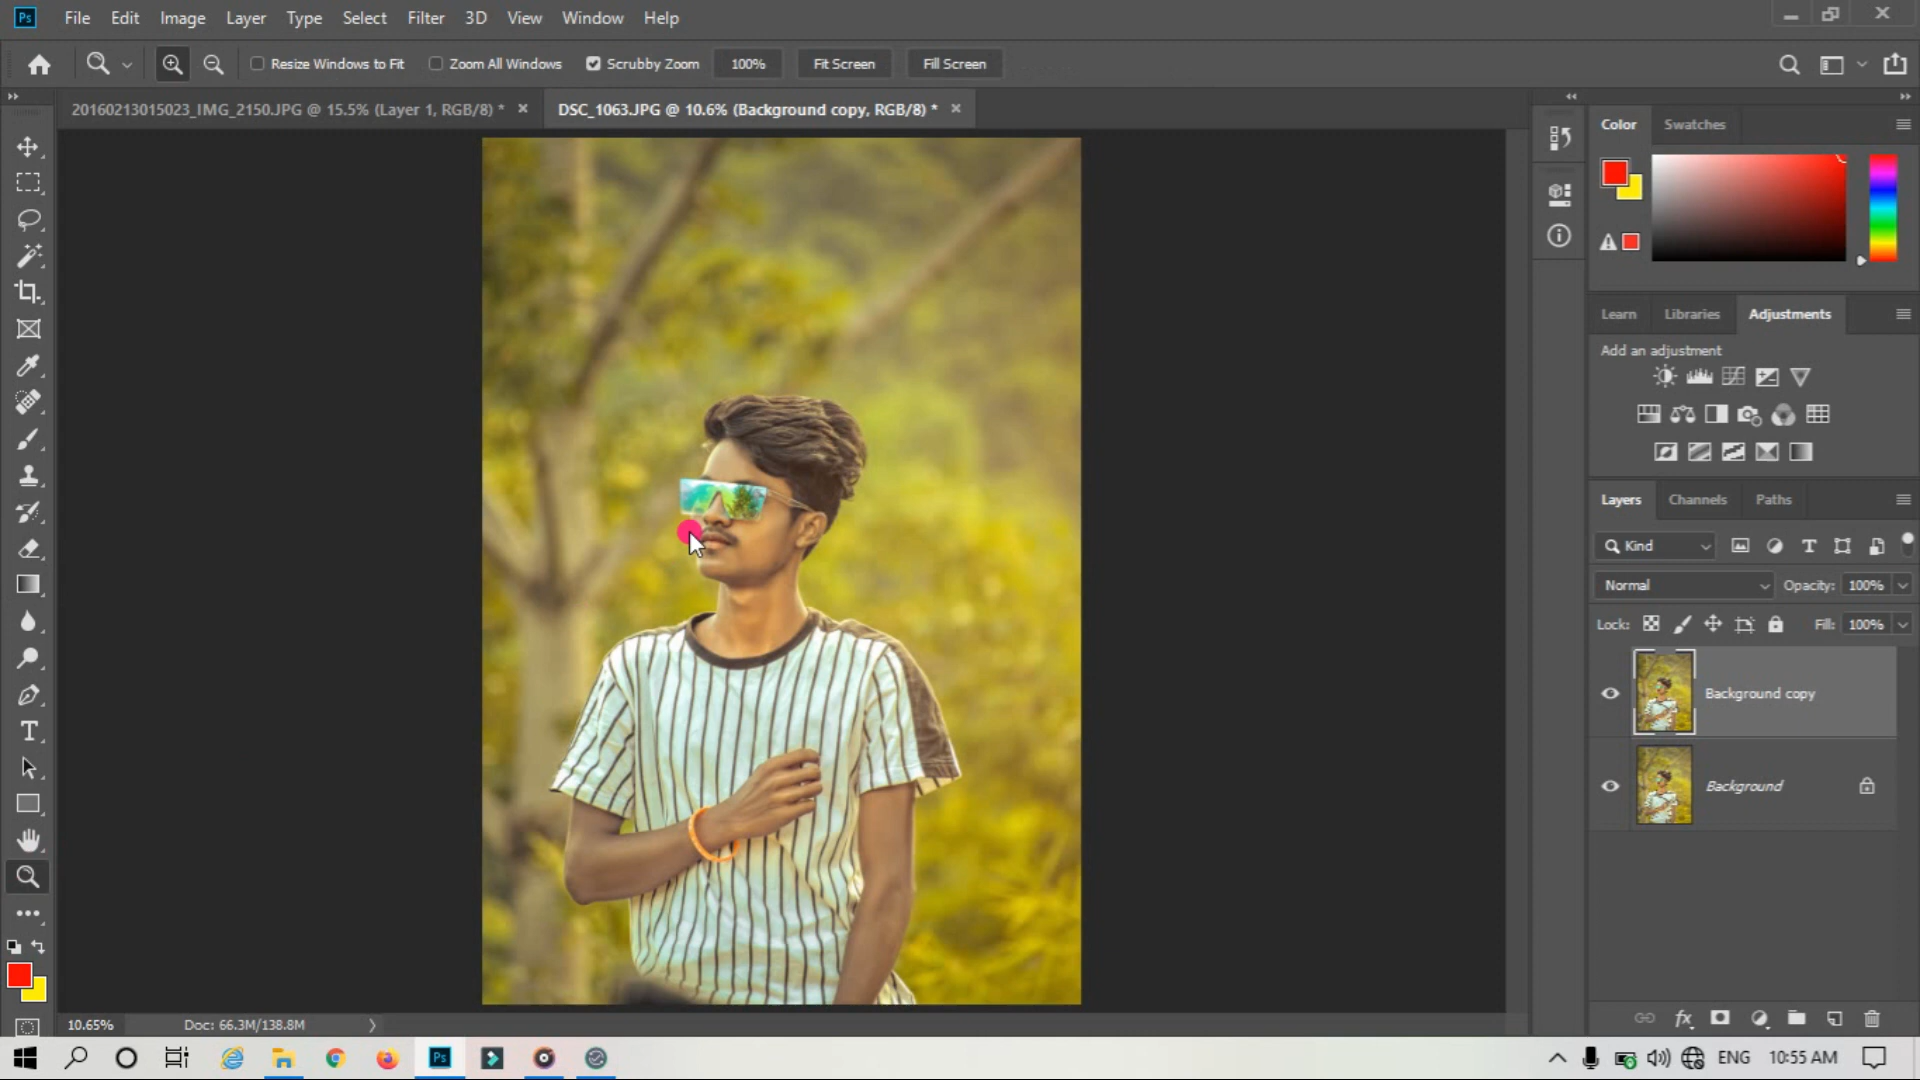 Ps File Edit Image Layer Type Select Filter 3D View Window Help
Resize Windows to Fit Zoom All Windows Scrubby Zoom 100% Fit Screen Fill Screen
20160213015023_IMG_2150.JPG @ 15.5% (Layer 1, RGB/8) * × DSC_1063.JPG @ 10.6% (Background copy, RGB/8) * ×
Color Swatches
Learn Libraries Adjustments
Add an adjustment
Layers Channels Paths
Kind
Normal Opacity: 100%
Lock: Fill: 100%
Background copy
Background
10.65% Doc: 66.3M/138.8M
Ps ENG 10:55 AM